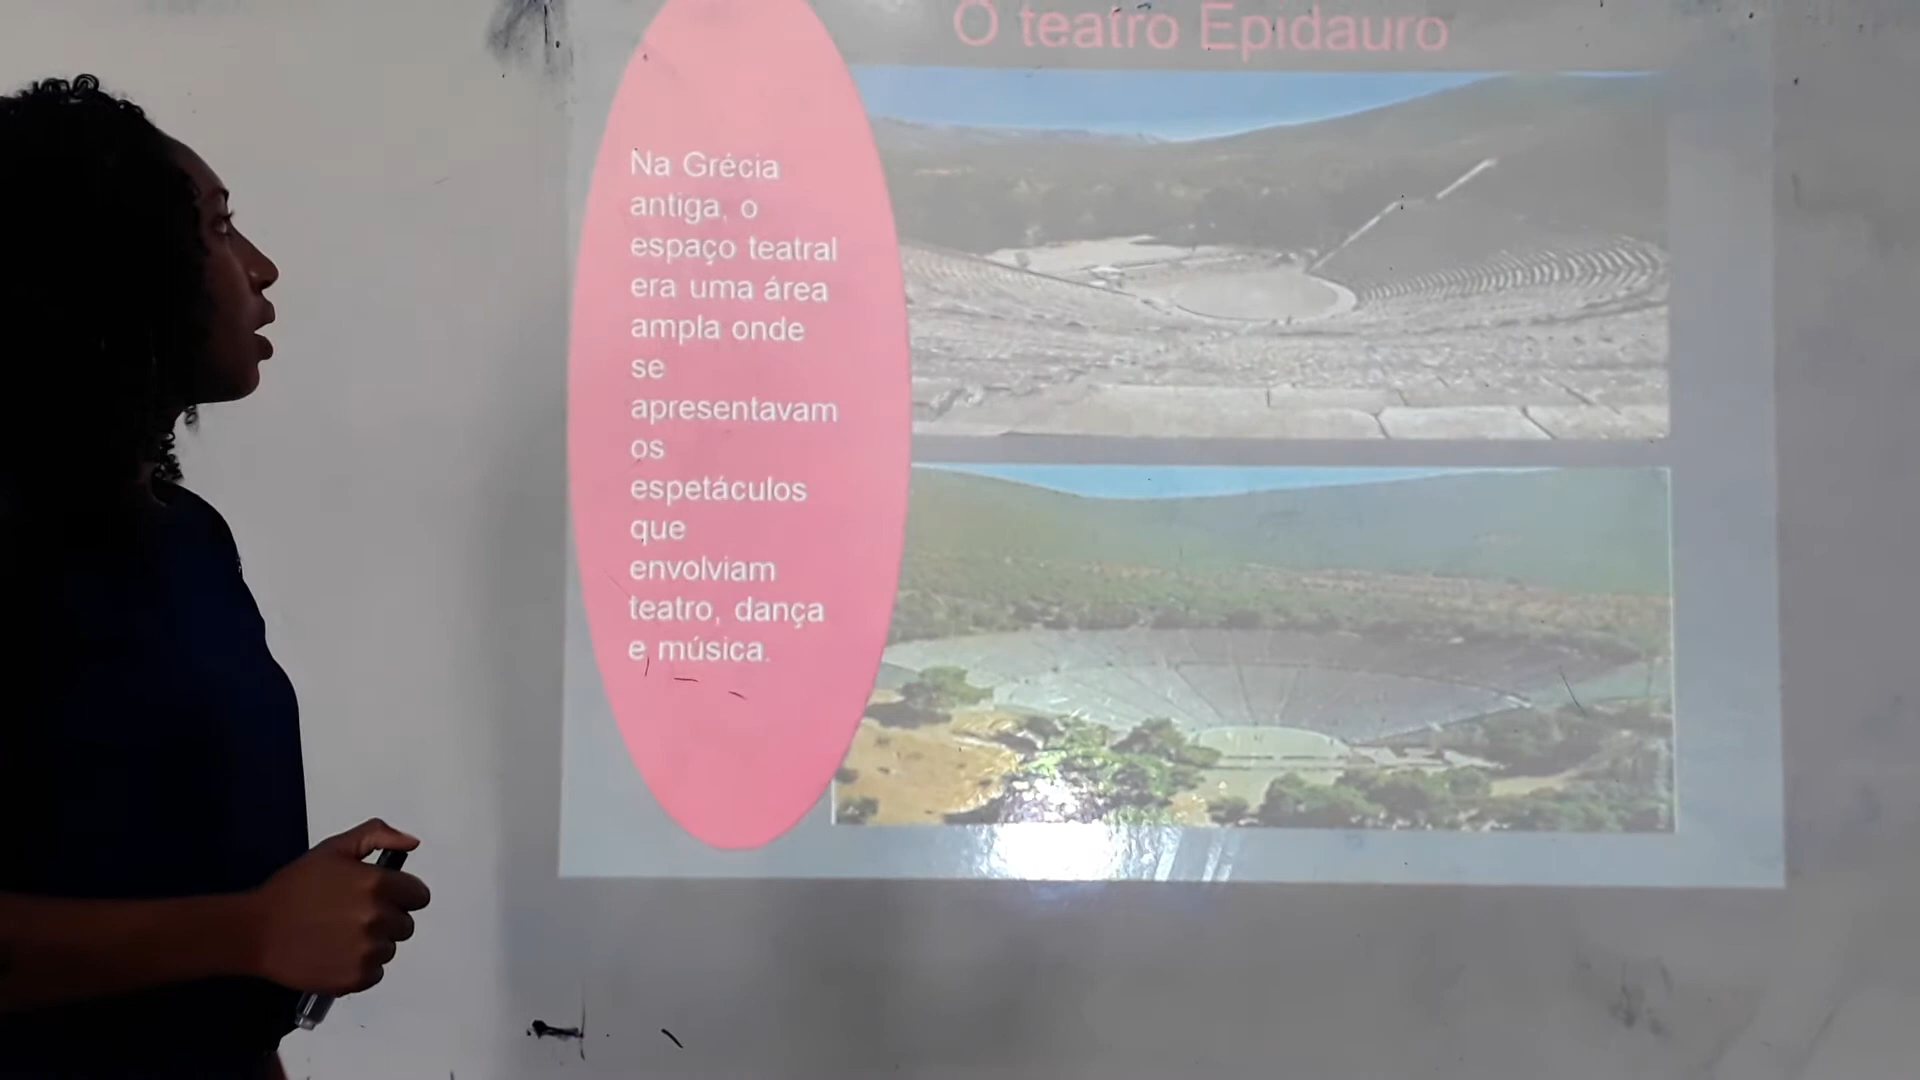 O teatro Epidauro
Na Grécia
antiga, o
espaço teatral
era uma área
ampla onde
se
apresentavam
os
espetáculos
que
envolviam
teatro, dança
e música.